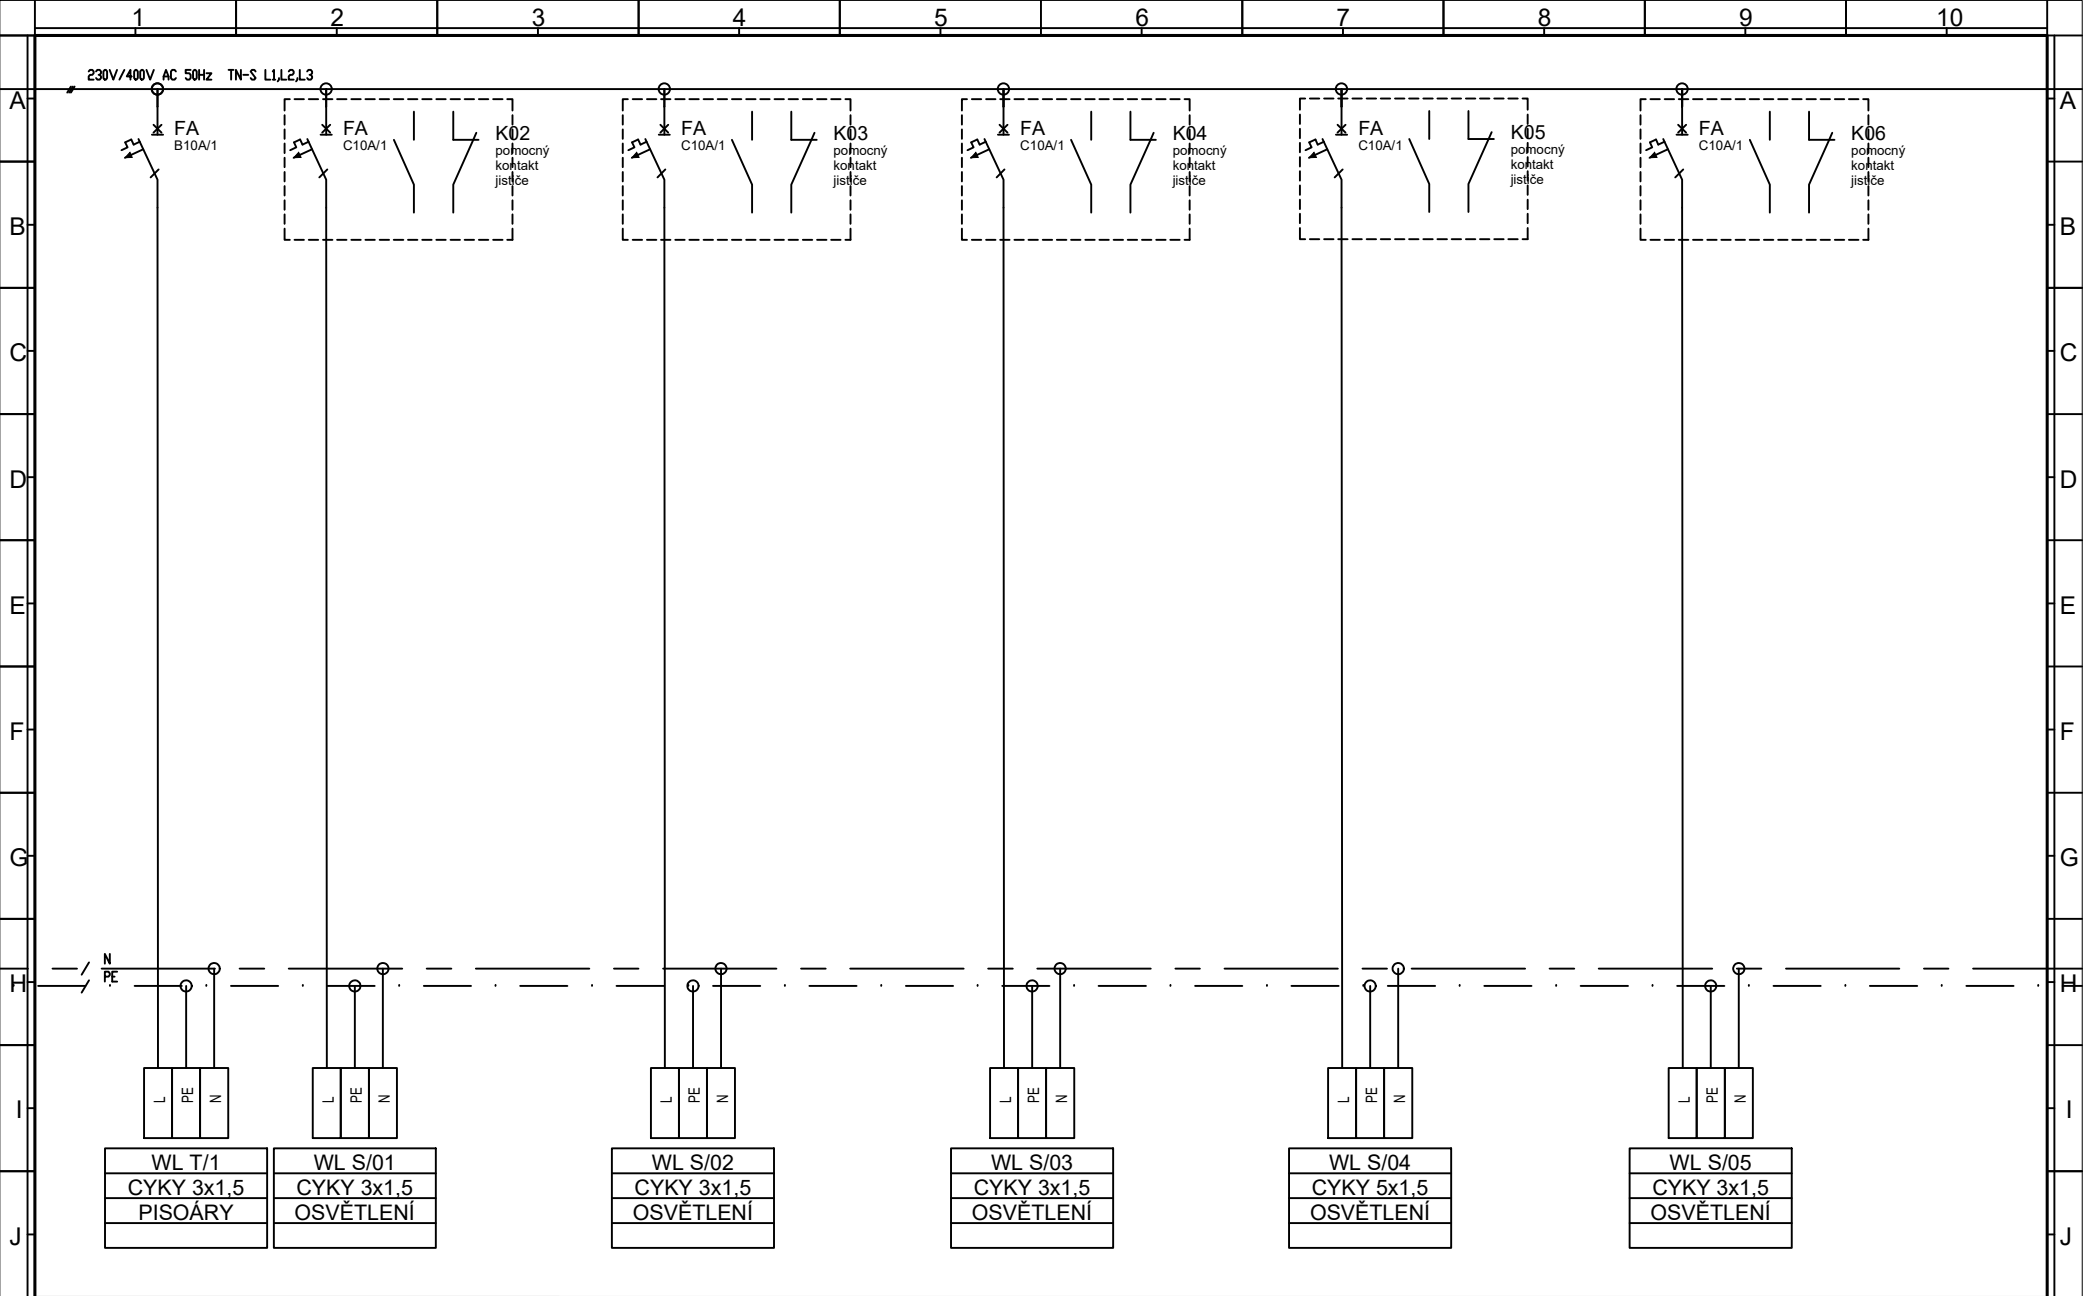 1 2 3 4 5 6 7 8 9 10
230V/400V AC 50Hz TN-S L1,L2,L3
A A
FA
B10A/1
FA
C10A/1
K02
pomocný
kontakt
jističe
FA
C10A/1
K03
pomocný
kontakt
jističe
FA
C10A/1
K04
pomocný
kontakt
jističe
FA
C10A/1
K05
pomocný
kontakt
jističe
FA
C10A/1
K06
pomocný
kontakt
jističe
B B
C C
D D
E E
F F
G G
N
PE
H H
L PE N
L PE N
L PE N
L PE N
L PE N
L PE N
I I
WL T/1
CYKY 3x1,5
PISOÁRY
WL S/01
CYKY 3x1,5
OSVĚTLENÍ
WL S/02
CYKY 3x1,5
OSVĚTLENÍ
WL S/03
CYKY 3x1,5
OSVĚTLENÍ
WL S/04
CYKY 5x1,5
OSVĚTLENÍ
WL S/05
CYKY 3x1,5
OSVĚTLENÍ
J J